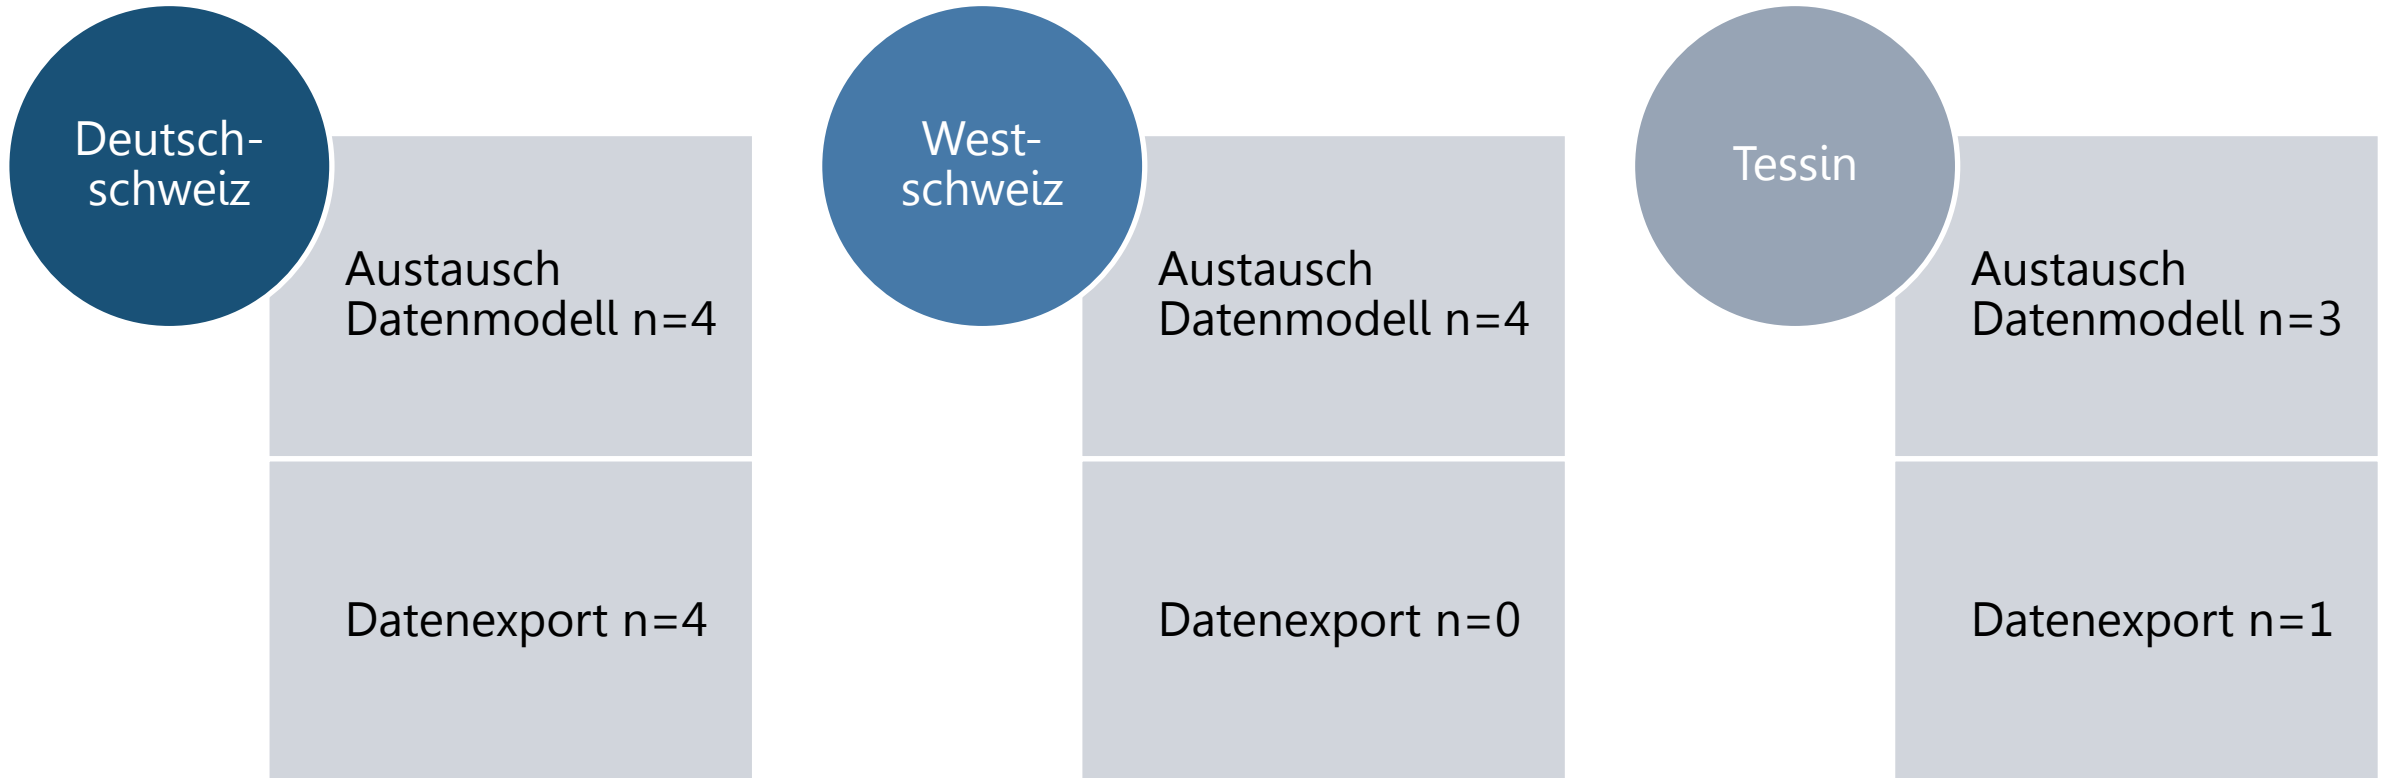 Deutsch-
schweiz
Austausch
Datenmodell n=4
Datenexport n=4
West-
schweiz
Austausch
Datenmodell n=4
Datenexport n=0
Tessin
Austausch
Datenmodell n=3
Datenexport n=1